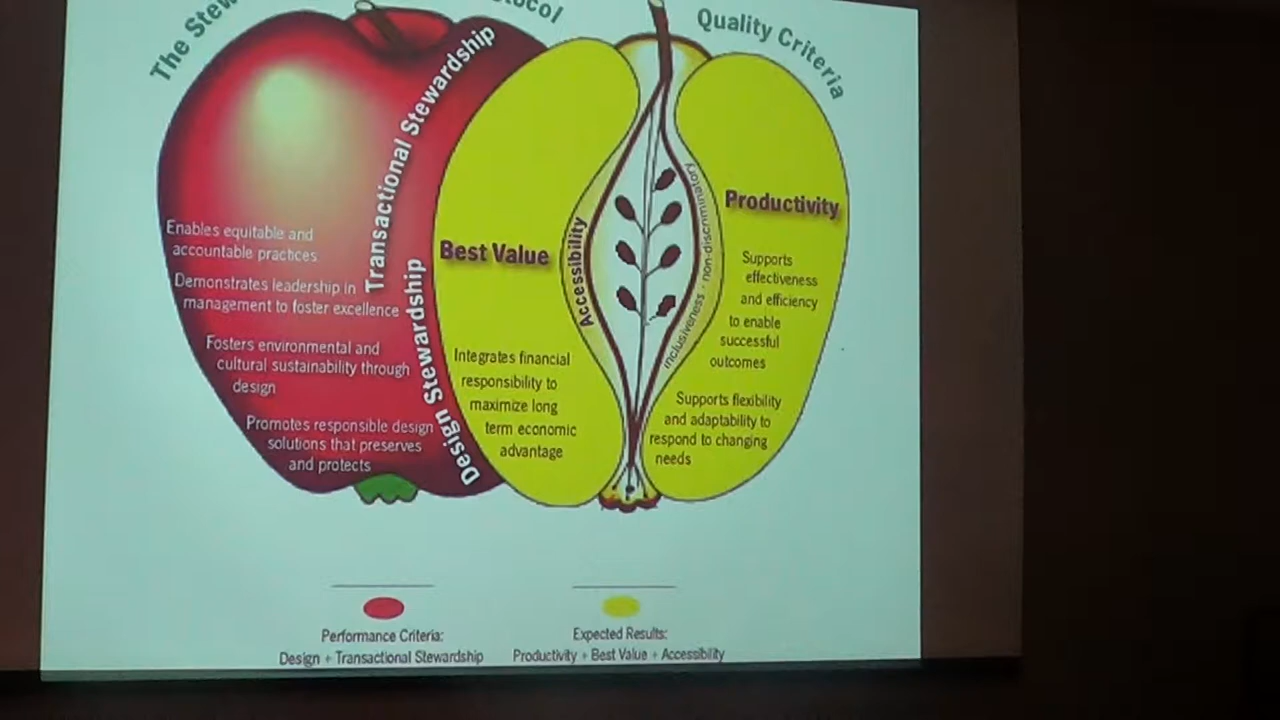 The
Quality Criteria
Transactional Stewardship
Design Stewardship
Enables equitable and
accountable practices
Demonstrates leadership in
management to foster excellence
Fosters environmental and
cultural sustainability through
design
Promotes responsible design
solutions that preserves
and protects
Best Value
Integrates financial
responsibility to
maximize long
term economic
advantage
Accessibility
inclusiveness · non-discriminatory
Productivity
Supports
effectiveness
and efficiency
to enable
successful
outcomes
Supports flexibility
and adaptability to
respond to changing
needs
Performance Criteria:
Design + Transactional Stewardship
Expected Results:
Productivity + Best Value + Accessibility